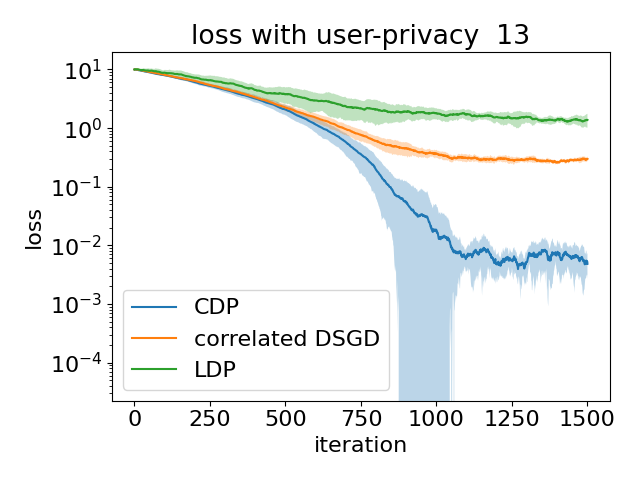 loss with user-privacy  13
10^1
10^0
10^−1
10^−2
10^−3
10^−4
loss
CDP
correlated DSGD
LDP
0 250 500 750 1000 1250 1500
iteration